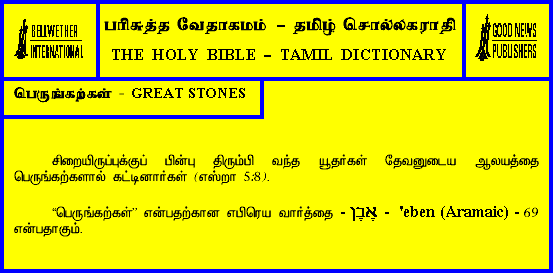 BELLWETHER
INTERNATIONAL
பரிசுத்த வேதாகமம் – தமிழ் சொல்லகராதி
THE HOLY BIBLE – TAMIL DICTIONARY
GOOD NEWS
PUBLISHERS
பெருங்கற்கள் - GREAT STONES
சிறையிருப்புக்குப் பின்பு திரும்பி வந்த யூதர்கள் தேவனுடைய ஆலயத்தை
பெருங்கற்களால் கட்டினார்கள் (எஸ்றா 5:8).
“பெருங்கற்கள்” என்பதற்கான எபிரெய வார்த்தை - אֶבֶן - 'eben (Aramaic) - 69
என்பதாகும்.